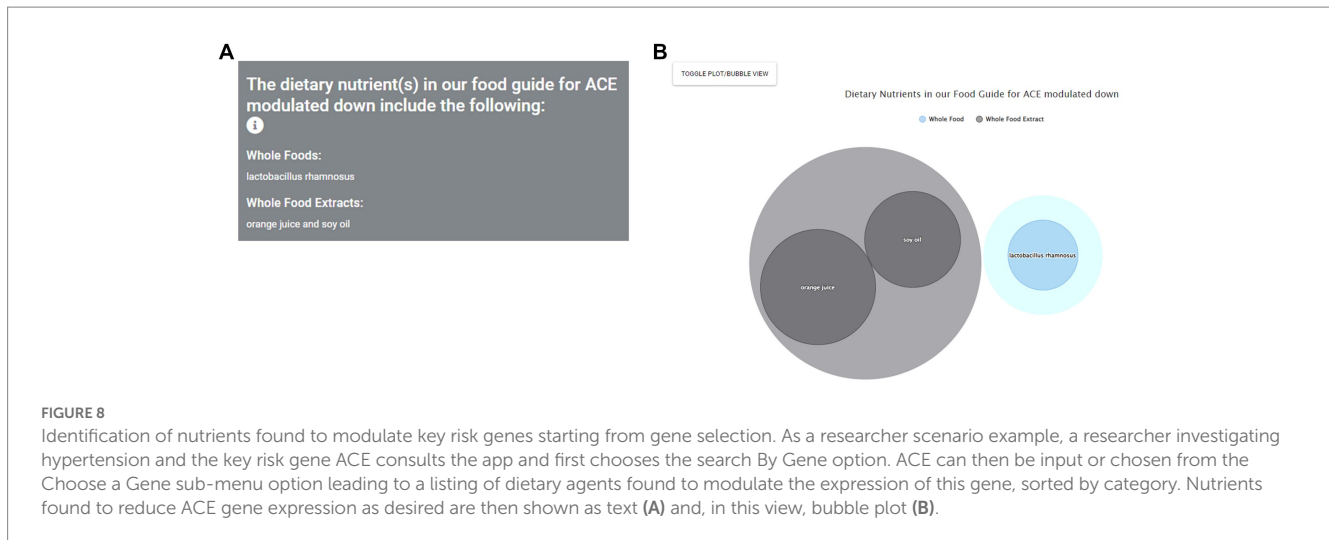 A
The dietary nutrient(s) in our food guide for ACE
modulated down include the following:
i
Whole Foods:
lactobacillus rhamnosus
Whole Food Extracts:
orange juice and soy oil
B
TOGGLE PLOT/BUBBLE VIEW
Dietary Nutrients in our Food Guide for ACE modulated down
Whole Food Whole Food Extract
soy oil
lactobacillus rhamnosus
orange juice
FIGURE 8
Identification of nutrients found to modulate key risk genes starting from gene selection. As a researcher scenario example, a researcher investigating
hypertension and the key risk gene ACE consults the app and first chooses the search By Gene option. ACE can then be input or chosen from the
Choose a Gene sub-menu option leading to a listing of dietary agents found to modulate the expression of this gene, sorted by category. Nutrients
found to reduce ACE gene expression as desired are then shown as text (A) and, in this view, bubble plot (B).